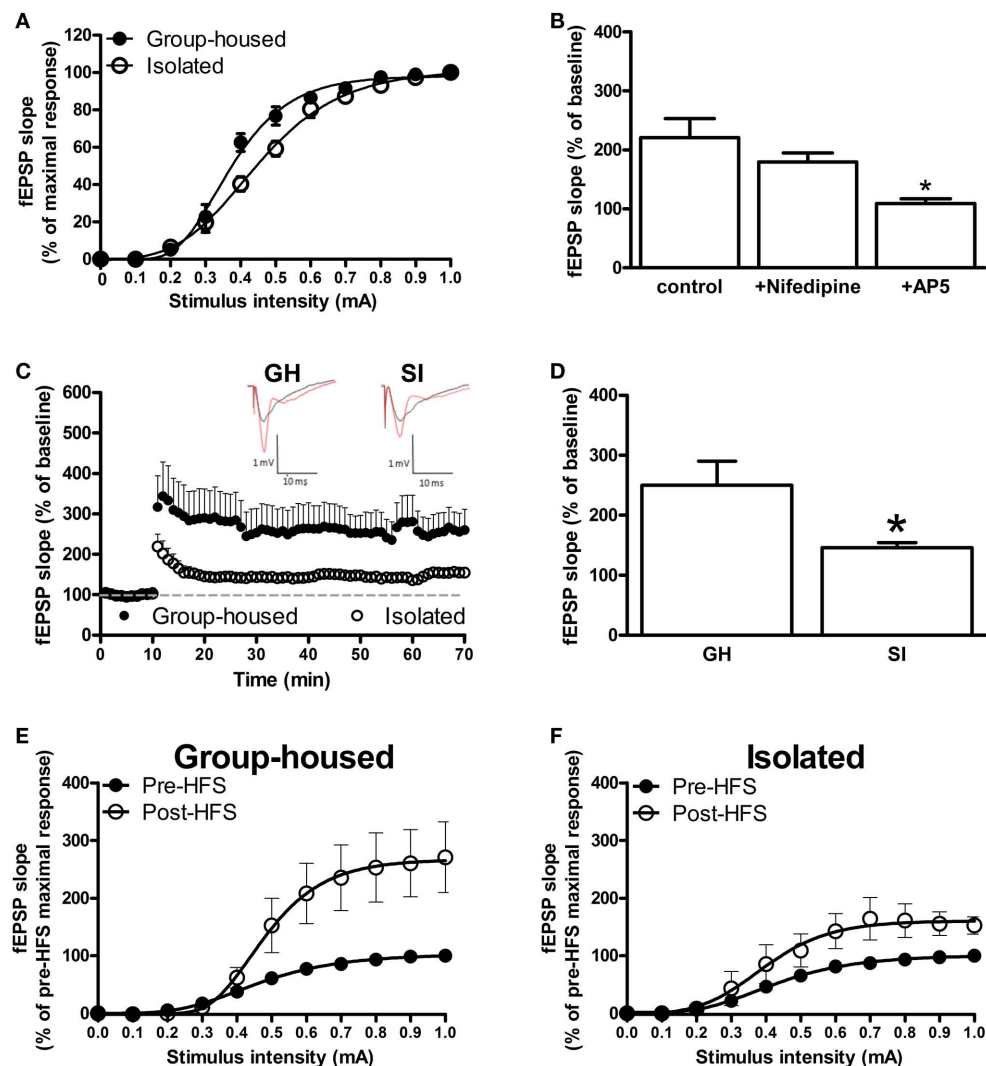 A
fEPSP slope
(% of maximal response)
120
100
80
60
40
20
0
Group-housed
Isolated
0 0.1 0.2 0.3 0.4 0.5 0.6 0.7 0.8 0.9 1.0
Stimulus intensity (mA)
B
fEPSP slope (% of baseline)
400
300
200
100
0
*
control +Nifedipine +AP5
C
fEPSP slope (% of baseline)
600
500
400
300
200
100
0
GH SI
1 mV 10 ms
1 mV 10 ms
Group-housed Isolated
0 10 20 30 40 50 60 70
Time (min)
D
fEPSP slope (% of baseline)
400
300
200
100
0
*
GH SI
E
Group-housed
fEPSP slope
(% of pre-HFS maximal response)
400
300
200
100
0
Pre-HFS
Post-HFS
0.0 0.1 0.2 0.3 0.4 0.5 0.6 0.7 0.8 0.9 1.0
Stimulus intensity (mA)
F
Isolated
fEPSP slope
(% of pre-HFS maximal response)
400
300
200
100
0
Pre-HFS
Post-HFS
0.0 0.1 0.2 0.3 0.4 0.5 0.6 0.7 0.8 0.9 1.0
Stimulus intensity (mA)